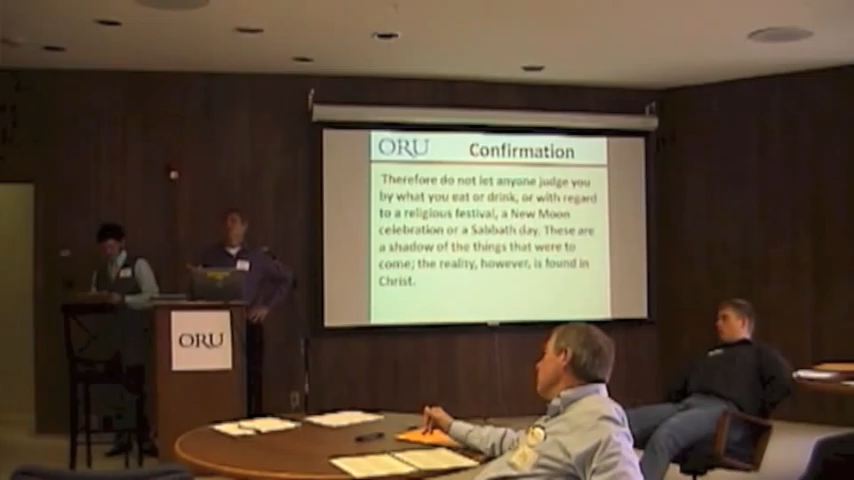 ORU Confirmation
Therefore do not let anyone judge you
by what you eat or drink, or with regard
to a religious festival, a New Moon
celebration or a Sabbath day. These are
a shadow of the things that were to
come; the reality, however, is found in
Christ.
ORU